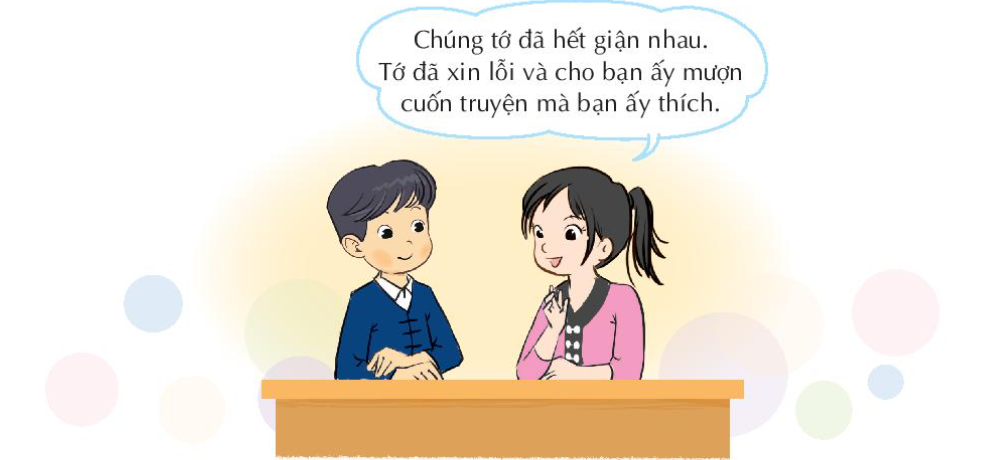 Chúng tớ đã hết giận nhau.
Tớ đã xin lỗi và cho bạn ấy mượn
cuốn truyện mà bạn ấy thích.